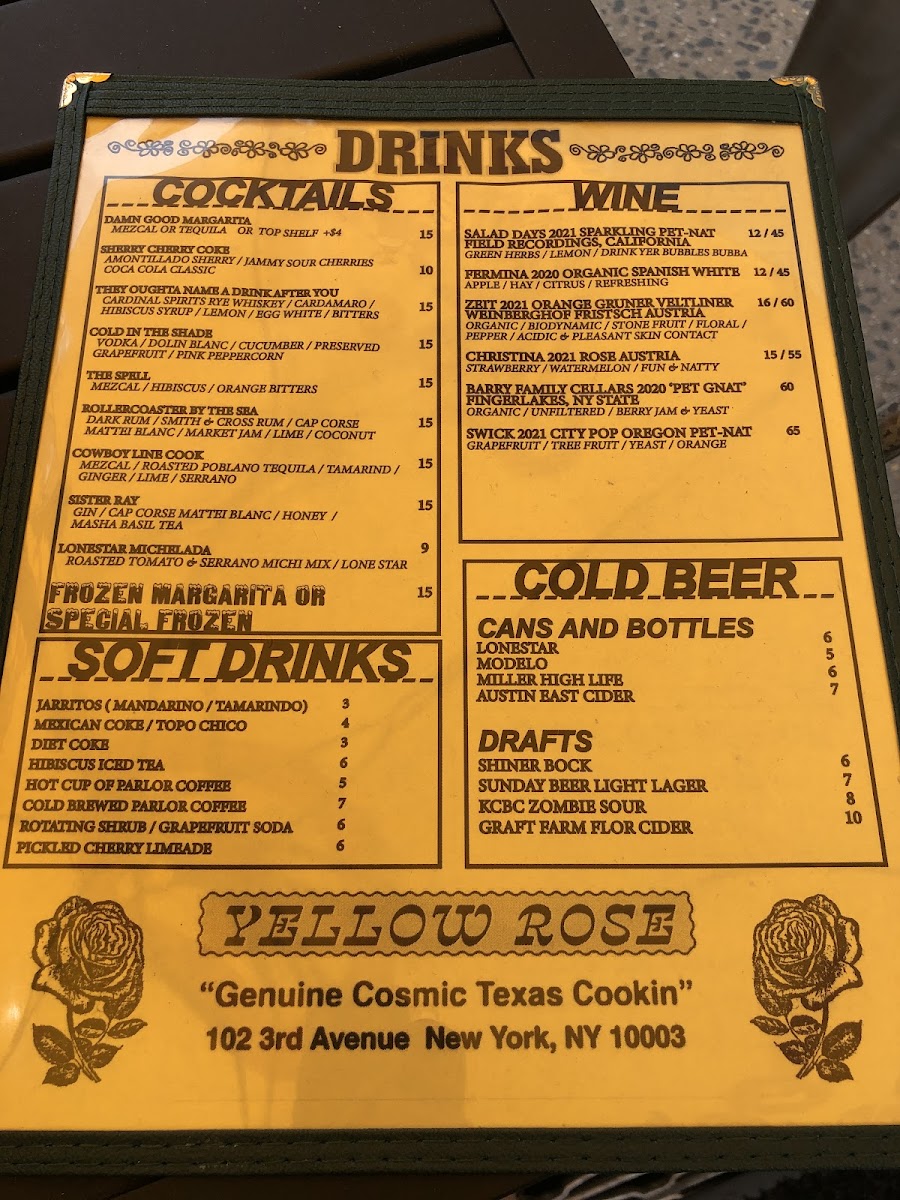 DRINKS
COCKTAILS
DAMN GOOD MARGARITA
MEZCAL OR TEQUILA OR TOP SHELF +$4 15
SHERRY CHERRY COKE
AMONTILLADO SHERRY / JAMMY SOUR CHERRIES
COCA COLA CLASSIC 10
THEY OUGHTA NAME A DRINK AFTER YOU
CARDINAL SPIRITS RYE WHISKEY / CARDAMARO /
HIBISCUS SYRUP / LEMON / EGG WHITE / BITTERS 15
COLD IN THE SHADE
VODKA / DOLIN BLANC / CUCUMBER / PRESERVED 15
GRAPEFRUIT / PINK PEPPERCORN
THE SPELL
MEZCAL / HIBISCUS / ORANGE BITTERS 15
ROLLERCOASTER BY THE SEA
DARK RUM / SMITH & CROSS RUM / CAP CORSE 15
MATTEI BLANC / MARKET JAM / LIME / COCONUT
COWBOY LINE COOK
MEZCAL / ROASTED POBLANO TEQUILA / TAMARIND / 15
GINGER / LIME / SERRANO
SISTER RAY
GIN / CAP CORSE MATTEI BLANC / HONEY / 15
MASHA BASIL TEA
LONESTAR MICHELADA 9
ROASTED TOMATO & SERRANO MICHI MIX / LONE STAR
FROZEN MARGARITA OR 15
SPECIAL FROZEN
SOFT DRINKS
JARRITOS ( MANDARINO / TAMARINDO) 3
MEXICAN COKE / TOPO CHICO 4
DIET COKE 3
HIBISCUS ICED TEA 6
HOT CUP OF PARLOR COFFEE 5
COLD BREWED PARLOR COFFEE 7
ROTATING SHRUB / GRAPEFRUIT SODA 6
PICKLED CHERRY LIMEADE 6
WINE
SALAD DAYS 2021 SPARKLING PET-NAT 12 / 45
FIELD RECORDINGS, CALIFORNIA
GREEN HERBS / LEMON / DRINK YER BUBBLES BUBBA
FERMINA 2020 ORGANIC SPANISH WHITE 12 / 45
APPLE / HAY / CITRUS / REFRESHING
ZEIT 2021 ORANGE GRUNER VELTLINER 16 / 60
WEINBERGHOF FRISTSCH AUSTRIA
ORGANIC / BIODYNAMIC / STONE FRUIT / FLORAL /
PEPPER / ACIDIC & PLEASANT SKIN CONTACT
CHRISTINA 2021 ROSE AUSTRIA 15 / 55
STRAWBERRY / WATERMELON / FUN & NATTY
BARRY FAMILY CELLARS 2020 "PET GNAT" 60
FINGERLAKES, NY STATE
ORGANIC / UNFILTERED / BERRY JAM & YEAST
SWICK 2021 CITY POP OREGON PET-NAT 65
GRAPEFRUIT / TREE FRUIT / YEAST / ORANGE
COLD BEER
CANS AND BOTTLES
LONESTAR 6
MODELO 5
MILLER HIGH LIFE 6
AUSTIN EAST CIDER 7
DRAFTS
SHINER BOCK 6
SUNDAY BEER LIGHT LAGER 7
KCBC ZOMBIE SOUR 8
GRAFT FARM FLOR CIDER 10
YELLOW ROSE
"Genuine Cosmic Texas Cookin"
102 3rd Avenue New York, NY 10003